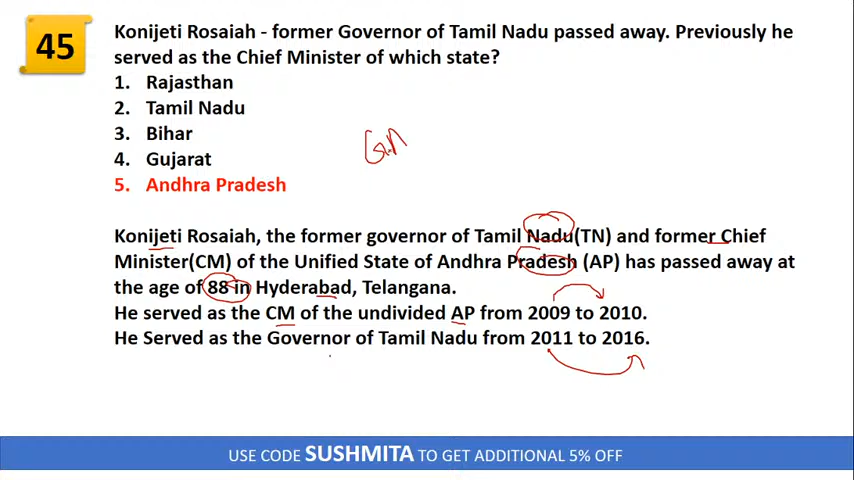 45
Konijeti Rosaiah - former Governor of Tamil Nadu passed away. Previously he
served as the Chief Minister of which state?
1. Rajasthan
2. Tamil Nadu
3. Bihar
4. Gujarat
5. Andhra Pradesh
Konijeti Rosaiah, the former governor of Tamil Nadu(TN) and former Chief
Minister(CM) of the Unified State of Andhra Pradesh (AP) has passed away at
the age of 88 in Hyderabad, Telangana.
He served as the CM of the undivided AP from 2009 to 2010.
He Served as the Governor of Tamil Nadu from 2011 to 2016.
USE CODE SUSHMITA TO GET ADDITIONAL 5% OFF